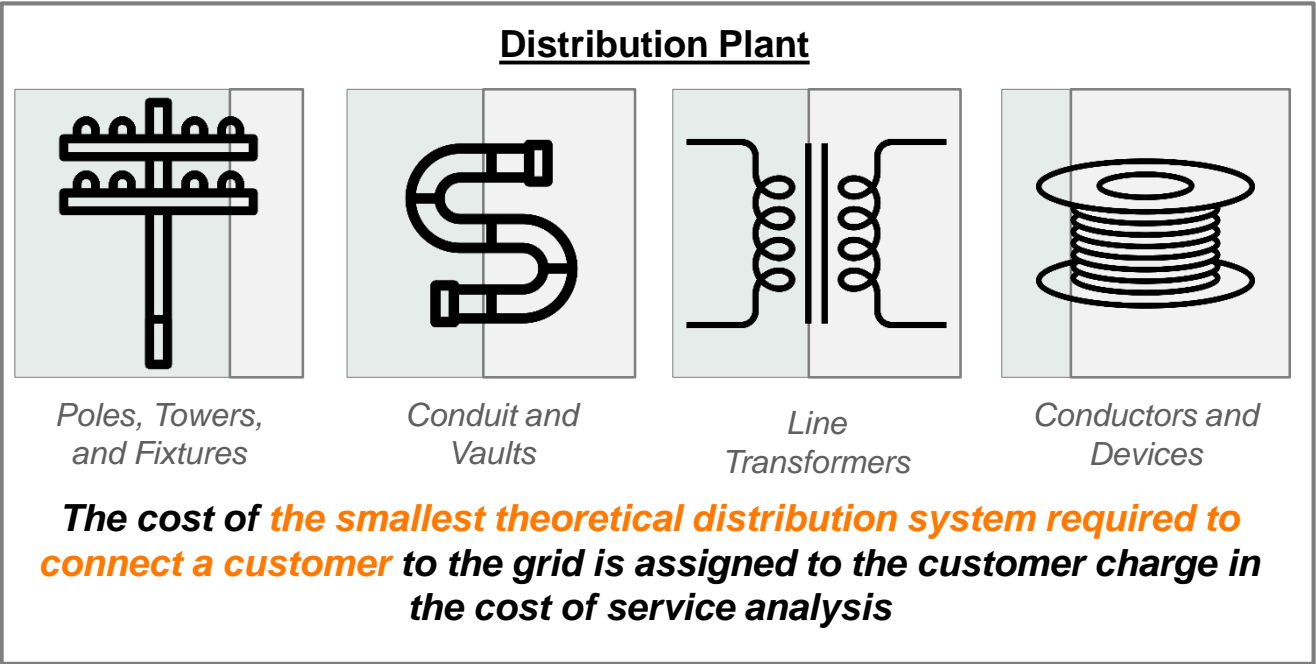 Distribution Plant
Poles, Towers,
and Fixtures
Conduit and
Vaults
Line
Transformers
Conductors and
Devices
The cost of the smallest theoretical distribution system required to
connect a customer to the grid is assigned to the customer charge in
the cost of service analysis